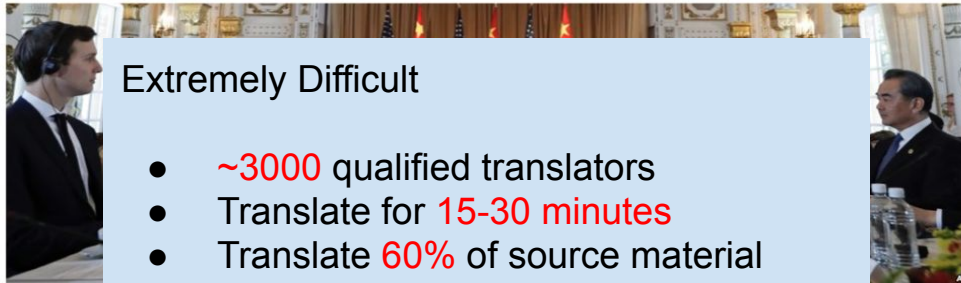 Extremely Difficult
● ~3000 qualified translators
● Translate for 15-30 minutes
● Translate 60% of source material